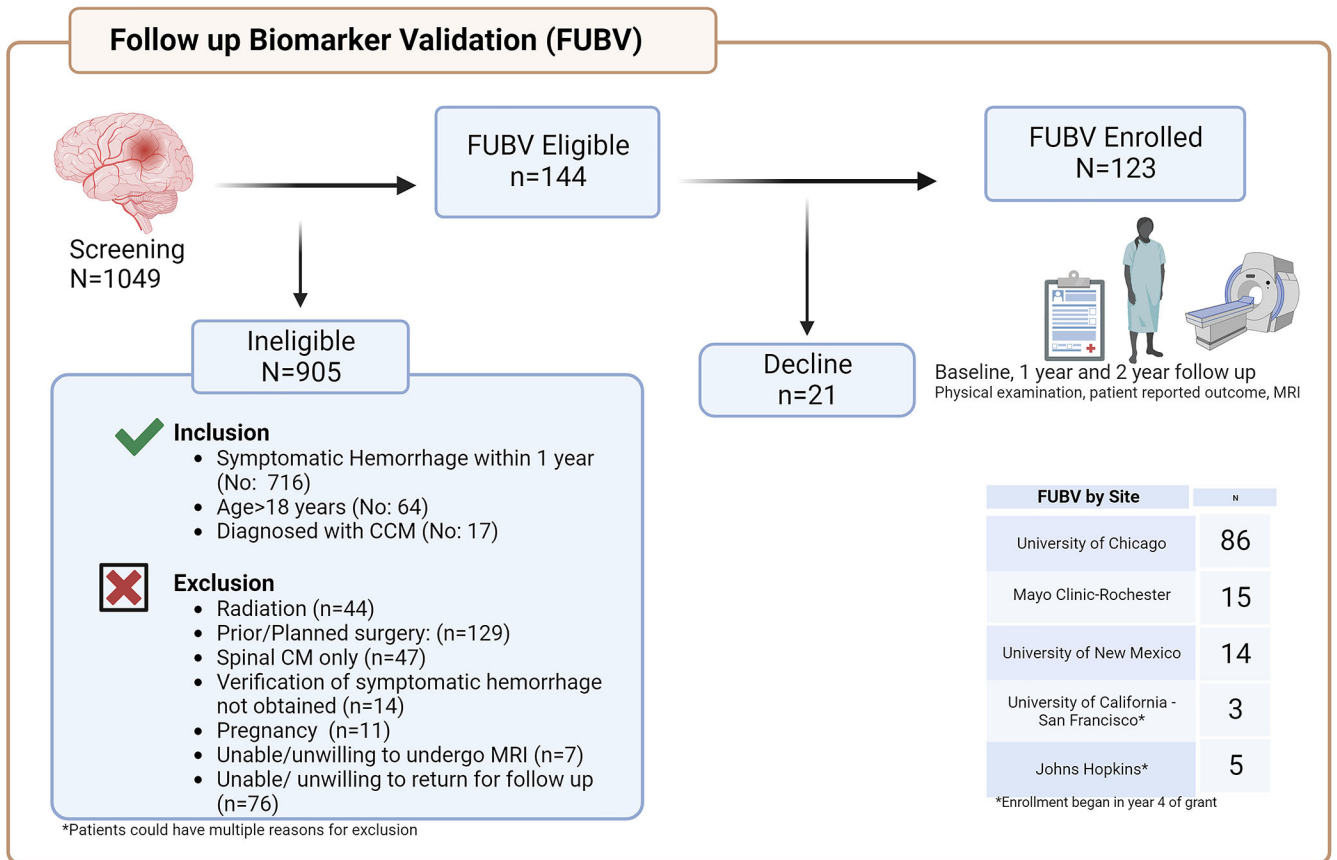 Follow up Biomarker Validation (FUBV)
Screening
N=1049
FUBV Eligible
n=144
FUBV Enrolled
N=123
Ineligible
N=905
Decline
n=21
Baseline, 1 year and 2 year follow up
Physical examination, patient reported outcome, MRI
Inclusion
• Symptomatic Hemorrhage within 1 year
(No: 716)
• Age>18 years (No: 64)
• Diagnosed with CCM (No: 17)
Exclusion
• Radiation (n=44)
• Prior/Planned surgery: (n=129)
• Spinal CM only (n=47)
• Verification of symptomatic hemorrhage
not obtained (n=14)
• Pregnancy (n=11)
• Unable/unwilling to undergo MRI (n=7)
• Unable/ unwilling to return for follow up
(n=76)
*Patients could have multiple reasons for exclusion
FUBV by Site N
University of Chicago 86
Mayo Clinic-Rochester 15
University of New Mexico 14
University of California -
San Francisco* 3
Johns Hopkins* 5
*Enrollment began in year 4 of grant